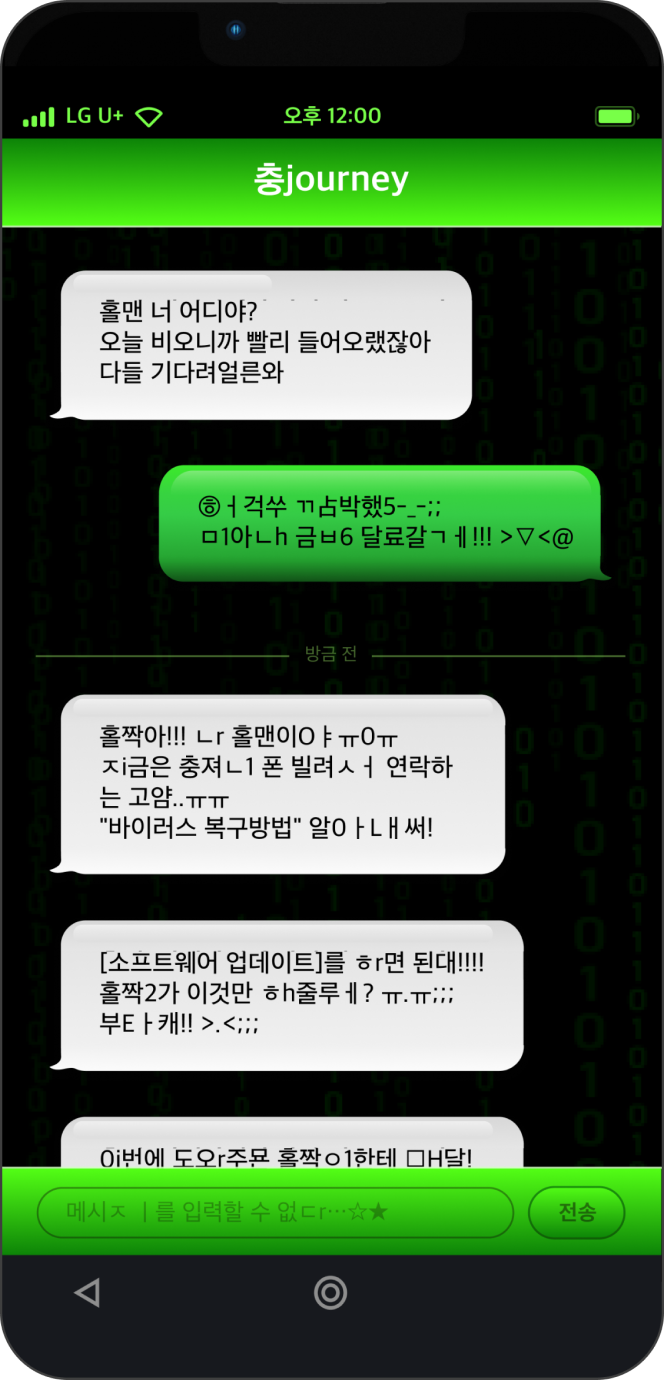 LG U+ 오후 12:00
충journey
홀맨 너 어디야?
오늘 비오니까 빨리 들어오랬잖아
다들 기다려얼른와
㉻ㅓ걱쑤 ㄲ占박했5-_-;;
ㅁ1아ㄴh 금ㅂ6 달료갈ㄱㅔ!!! >▽<@
방금 전
홀짝아!!! ㄴr 홀맨이Oㅑㅠ0ㅠ
ㅈi금은 충져ㄴ1 폰 빌려ㅅㅓ 연락하
는 고얌..ㅠㅠ
"바이러스 복구방법" 알0ㅏLㅐ써!
[소프트웨어 업데이트]를 ㅎr면 된대!!!!
홀짝2가 이것만 ㅎh줄루ㅔ? ㅠ.ㅠ;;;
부Eㅏ캐!! >.<;;;
0i번에 도오r주묜 홀짝ㅇ1한테 □H달!
메시ㅈㅣ를 입력할 수 없ㄷr…☆★
전송